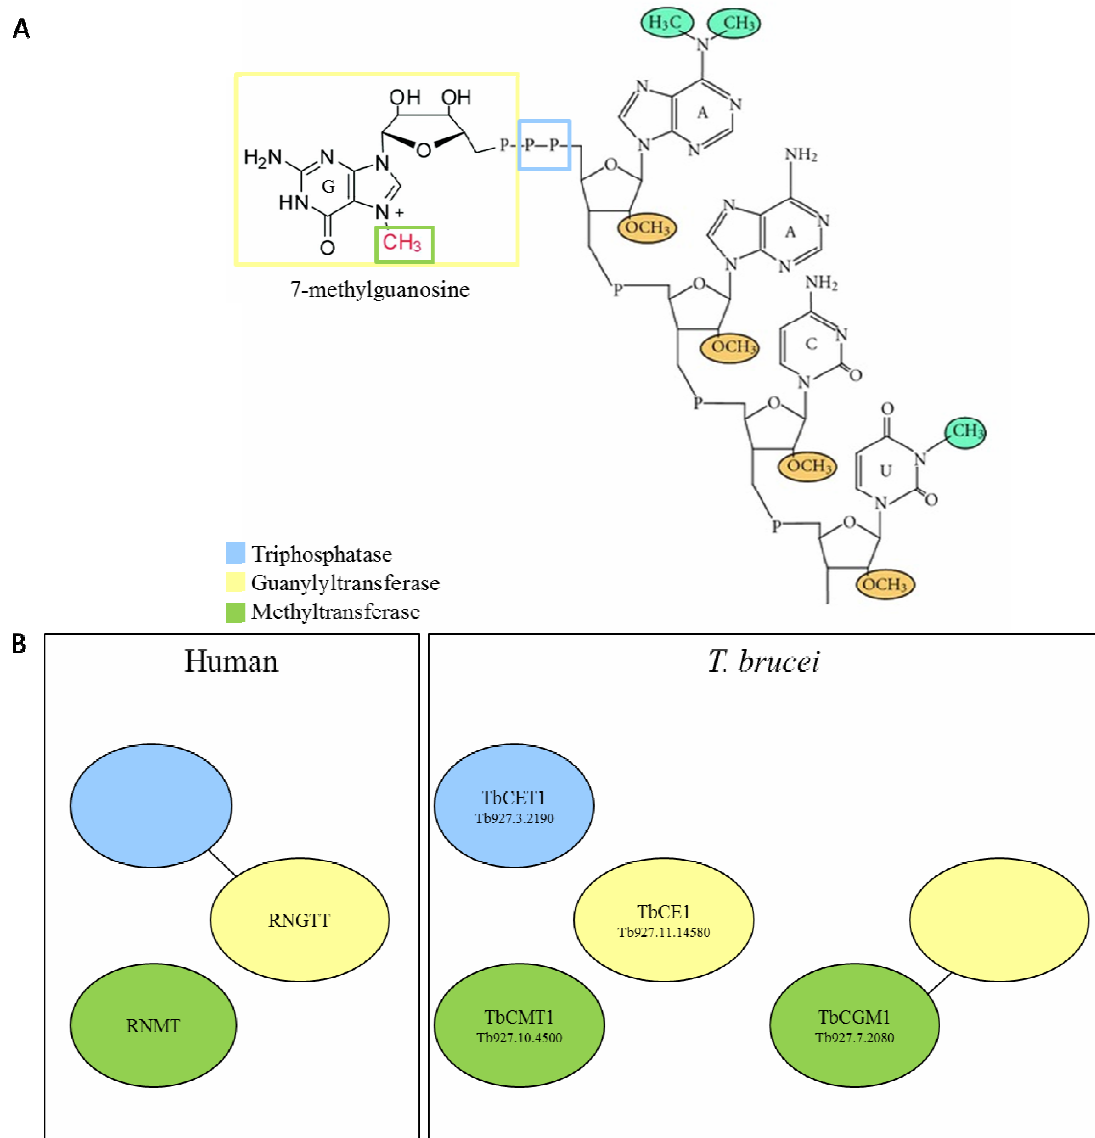 A
H₃C CH₃
N
N N
A
N N
OH OH
P P P
H₂N N N
G
HN N
+
O
CH₃
O
O
OCH₃
7-methylguanosine
NH₂
N N
A
N N
P
O
OCH₃
NH₂
C N
N O
P
O
OCH₃
O
CH₃
U N
N O
P
O
OCH₃
Triphosphatase
Guanylyltransferase
Methyltransferase
B
Human
T. brucei
TbCET1
Tb927.3.2190
RNGTT
TbCE1
Tb927.11.14580
RNMT
TbCMT1
Tb927.10.4500
TbCGM1
Tb927.7.2080